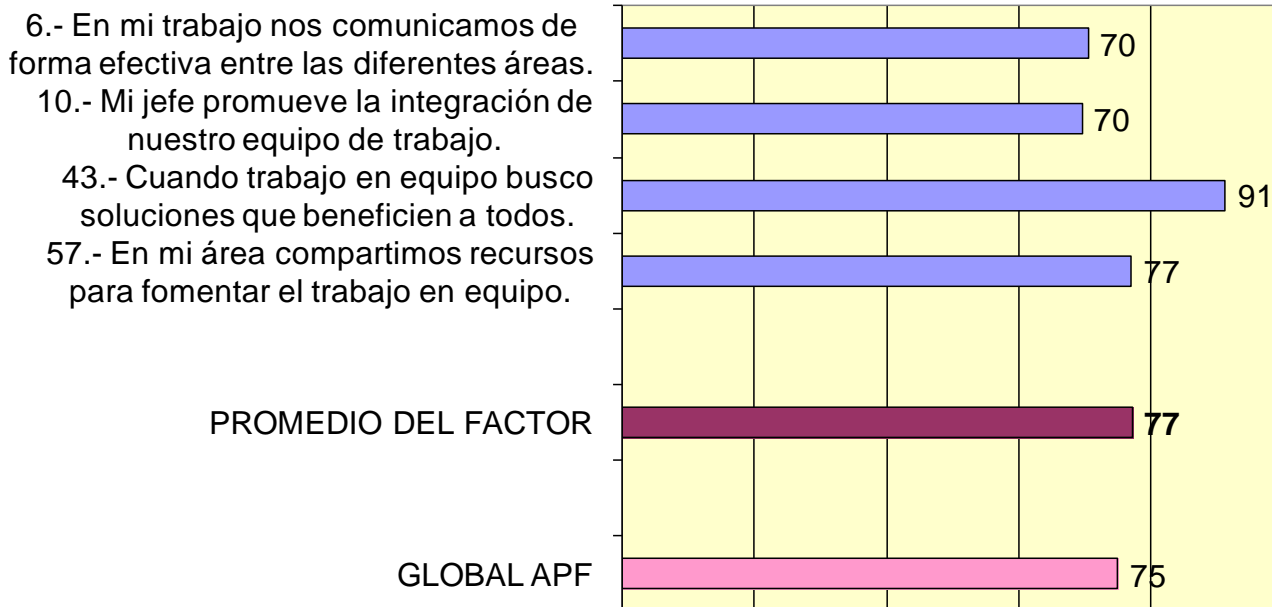 6.- En mi trabajo nos comunicamos de
forma efectiva entre las diferentes áreas.
70
10.- Mi jefe promueve la integración de
nuestro equipo de trabajo.
70
43.- Cuando trabajo en equipo busco
soluciones que beneficien a todos.
91
57.- En mi área compartimos recursos
para fomentar el trabajo en equipo.
77
PROMEDIO DEL FACTOR
77
GLOBAL APF
75